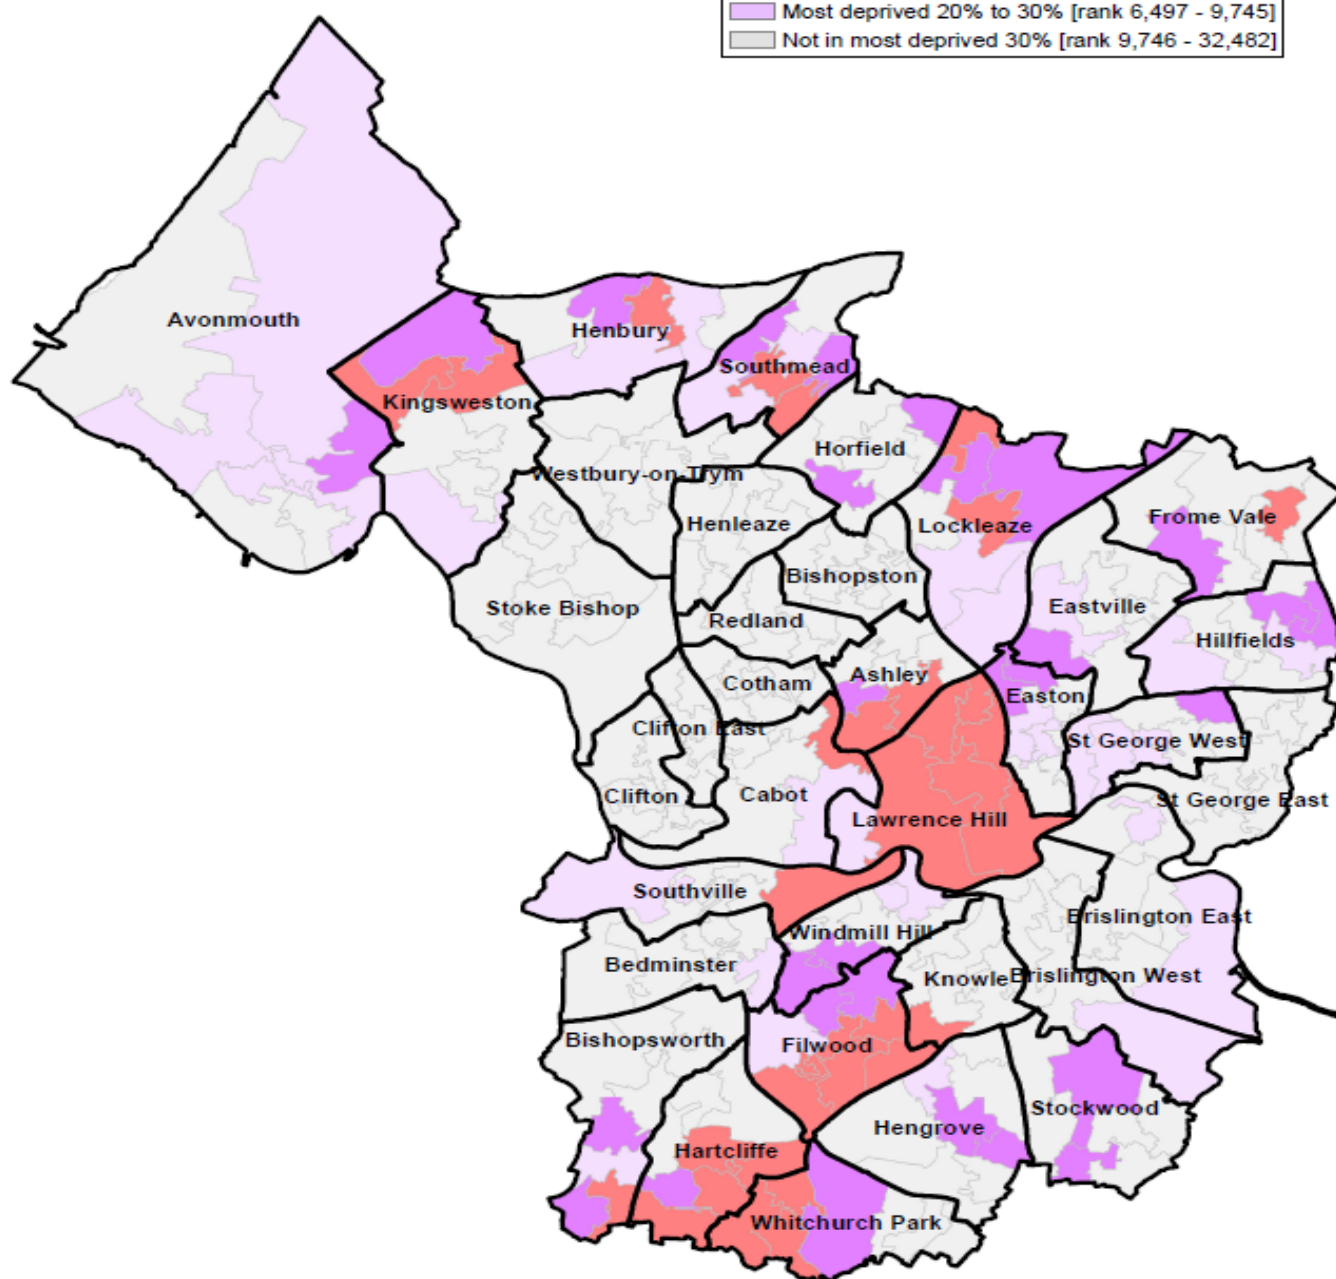 Most deprived 20% to 30% [rank 6,497 - 9,745]
Not in most deprived 30% [rank 9,746 - 32,482]
Avonmouth
Henbury
Southmead
Kingsweston
Horfield
Westbury-on-Trym
Henleaze
Lockleaze
Frome Vale
Bishopston
Stoke Bishop
Redland
Eastville
Hillfields
Cotham
Ashley
Easton
Clifton East
St George West
Clifton
Cabot
St George East
Lawrence Hill
Southville
Brislington East
Windmill Hill
Bedminster
Knowle
Brislington West
Bishopsworth
Filwood
Stockwood
Hengrove
Hartcliffe
Whitchurch Park